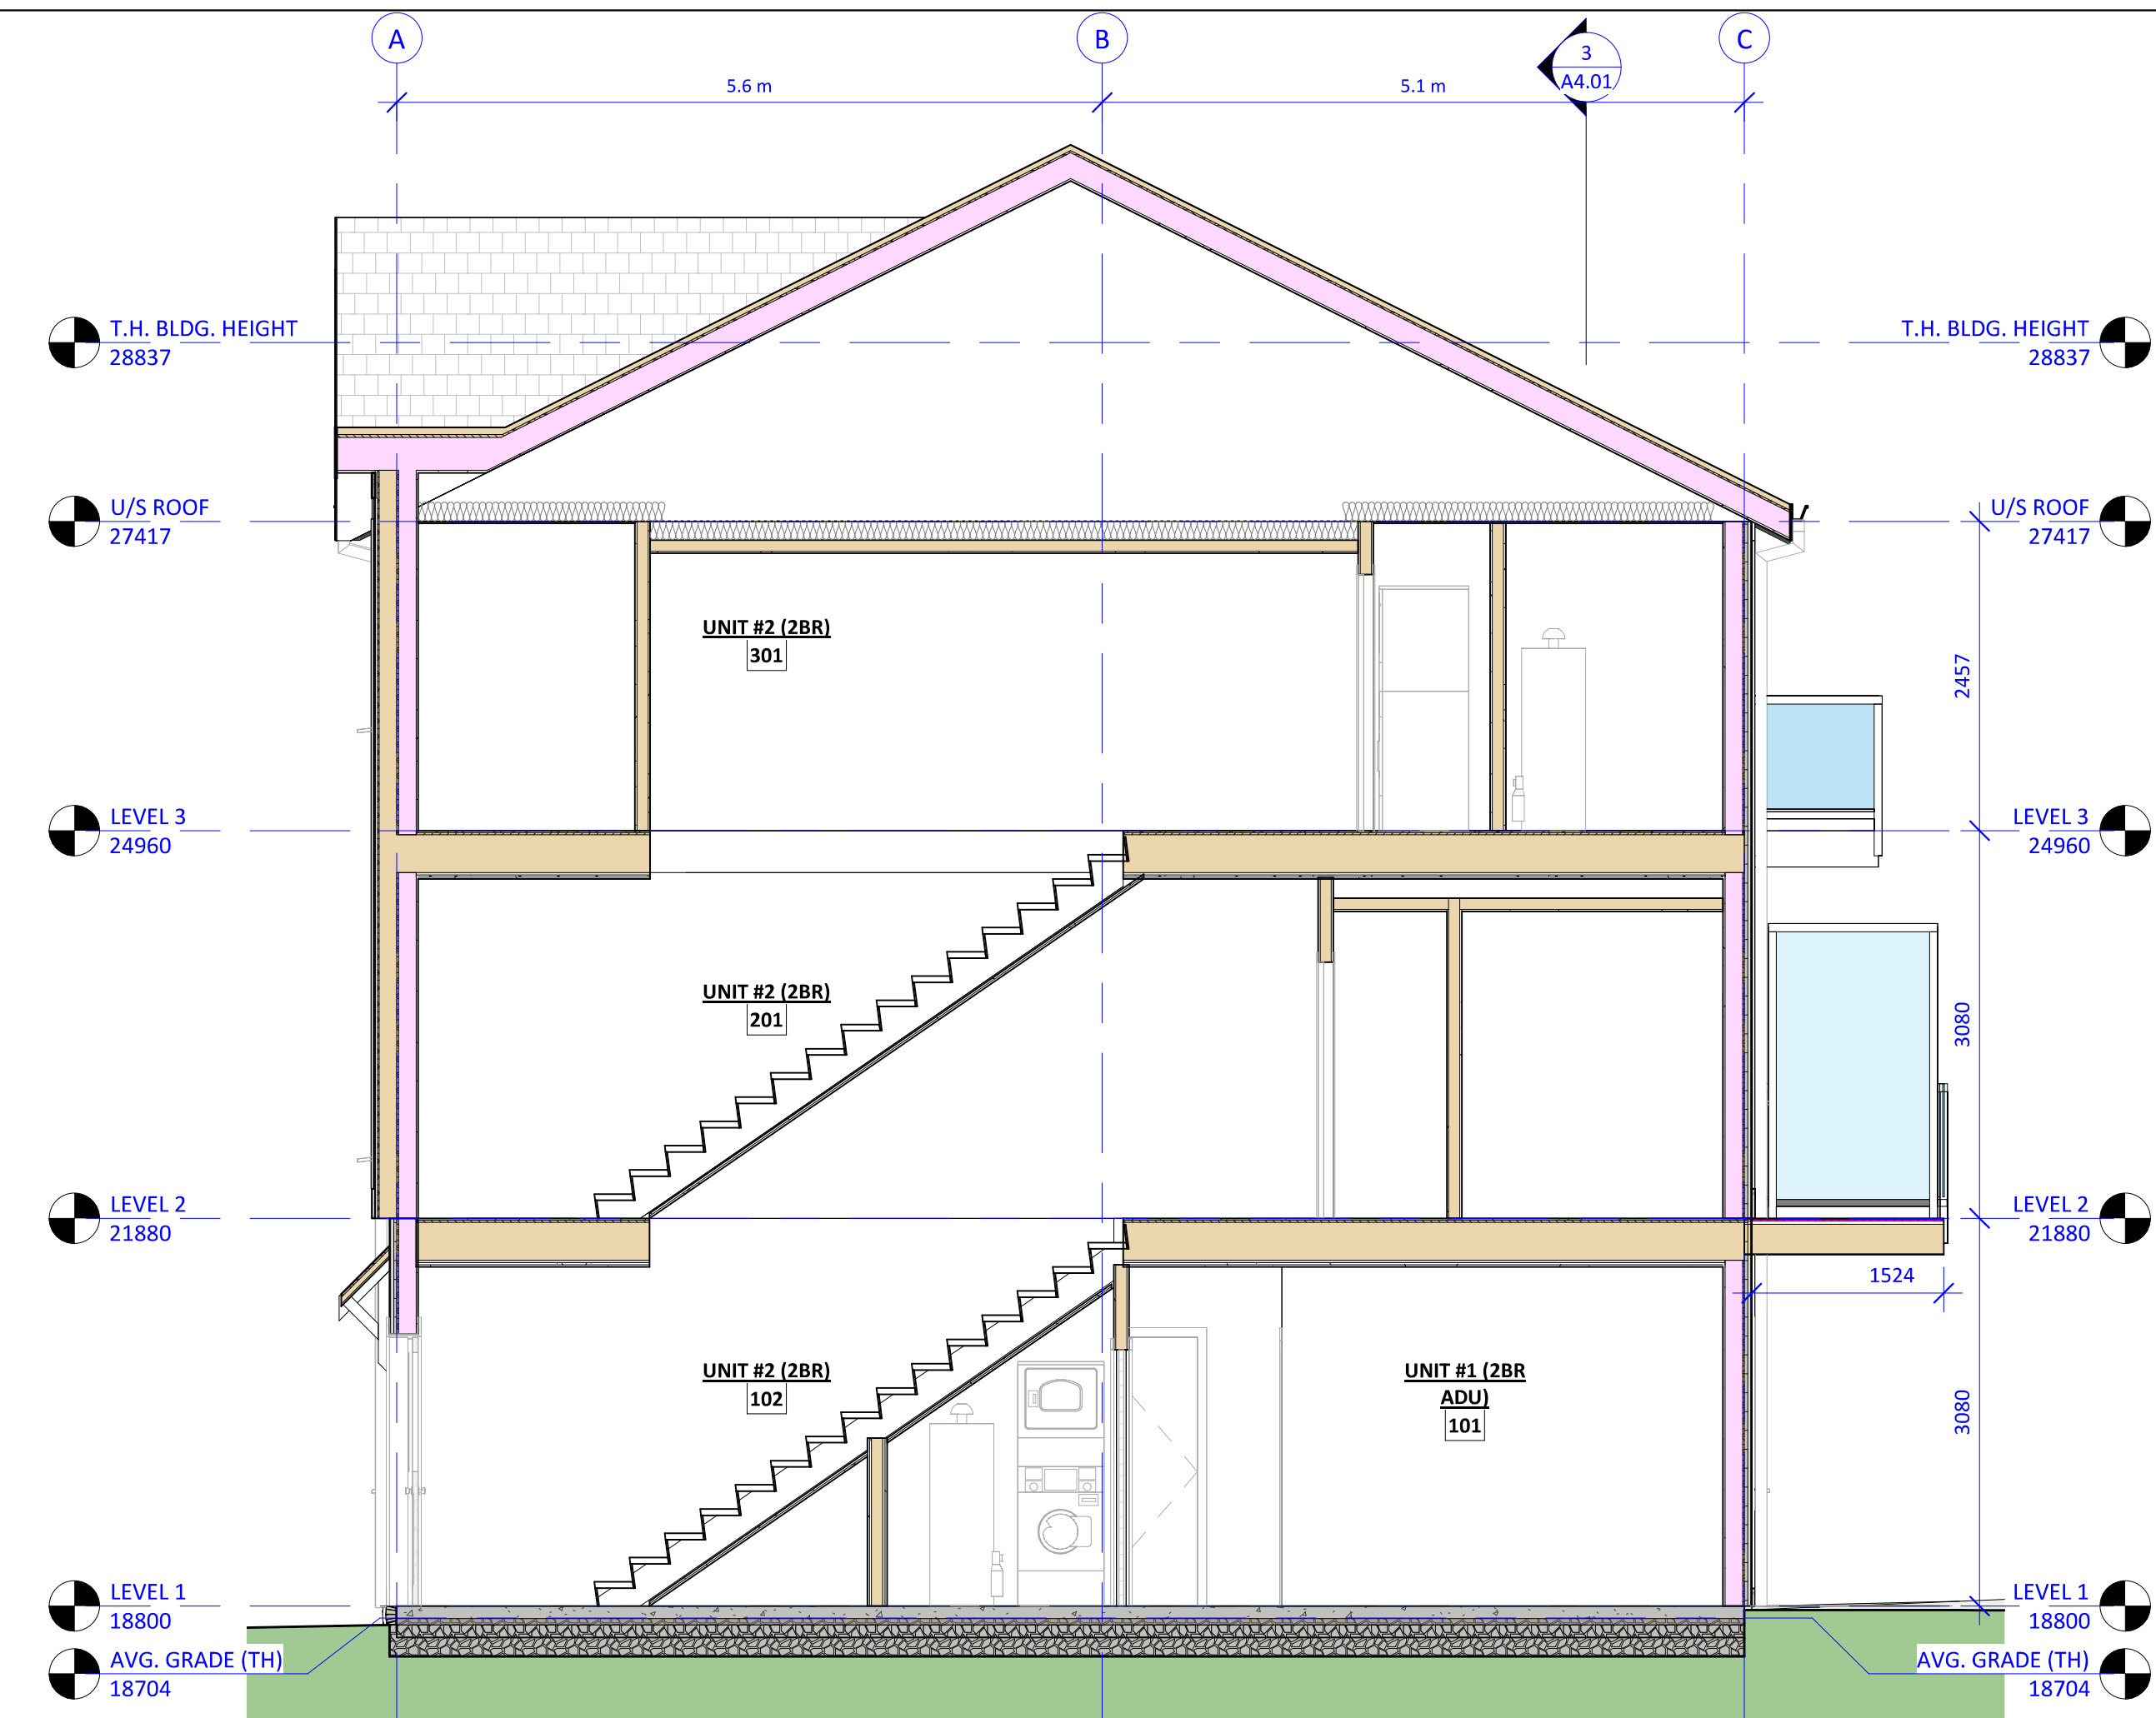 A
B
C
3
A4.01
5.6 m
5.1 m
T.H. BLDG. HEIGHT
28837
T.H. BLDG. HEIGHT
28837
U/S ROOF
27417
U/S ROOF
27417
UNIT #2 (2BR)
301
2457
LEVEL 3
24960
LEVEL 3
24960
UNIT #2 (2BR)
201
3080
LEVEL 2
21880
LEVEL 2
21880
1524
UNIT #2 (2BR)
102
UNIT #1 (2BR
ADU)
101
3080
LEVEL 1
18800
LEVEL 1
18800
AVG. GRADE (TH)
18704
AVG. GRADE (TH)
18704